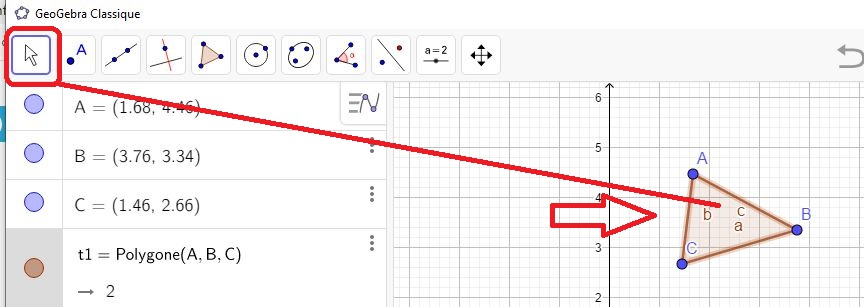 GeoGebra Classique
A
α
a=2
A = (1.68, 4.46)
B = (3.76, 3.34)
C = (1.46, 2.66)
t1 = Polygone(A, B, C)
→ 2
6
5
4
3
2
A
B
C
b
c
a